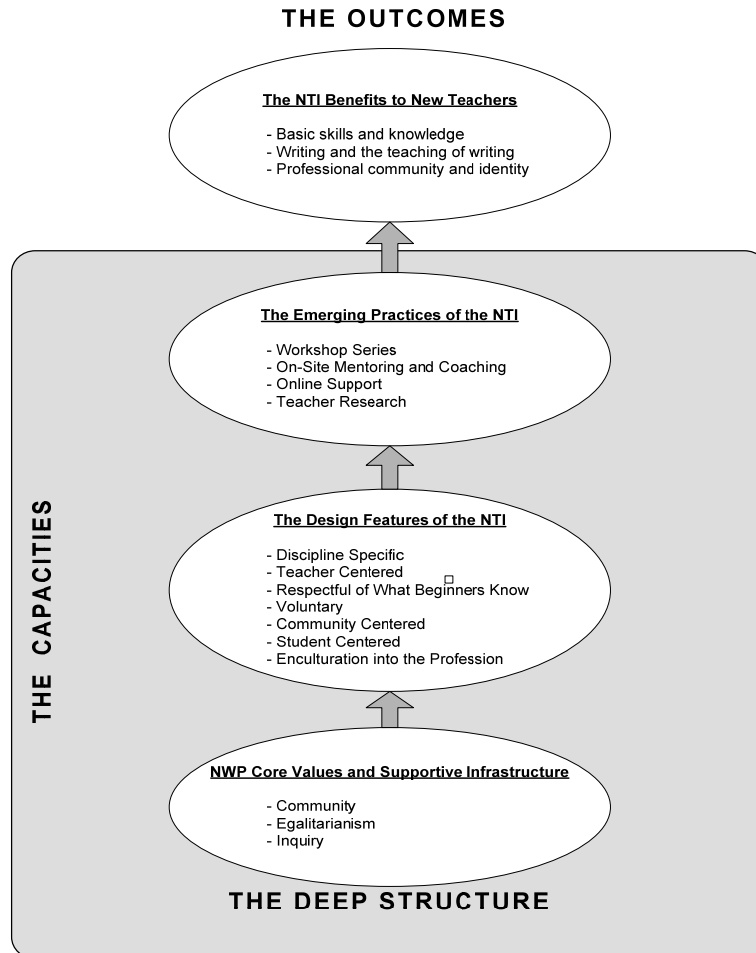 THE OUTCOMES
The NTI Benefits to New Teachers
- Basic skills and knowledge
- Writing and the teaching of writing
- Professional community and identity
The Emerging Practices of the NTI
- Workshop Series
- On-Site Mentoring and Coaching
- Online Support
- Teacher Research
THE CAPACITIES
The Design Features of the NTI
- Discipline Specific
- Teacher Centered
- Respectful of What Beginners Know
- Voluntary
- Community Centered
- Student Centered
- Enculturation into the Profession
NWP Core Values and Supportive Infrastructure
- Community
- Egalitarianism
- Inquiry
THE DEEP STRUCTURE